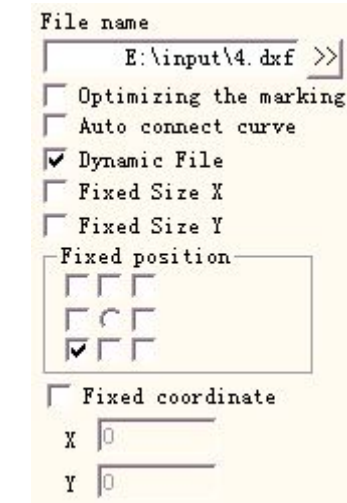 File name
E:\input\4.dxf >>
Optimizing the marking
Auto connect curve
Dynamic File
Fixed Size X
Fixed Size Y
Fixed position
Fixed coordinate
X 0
Y 0